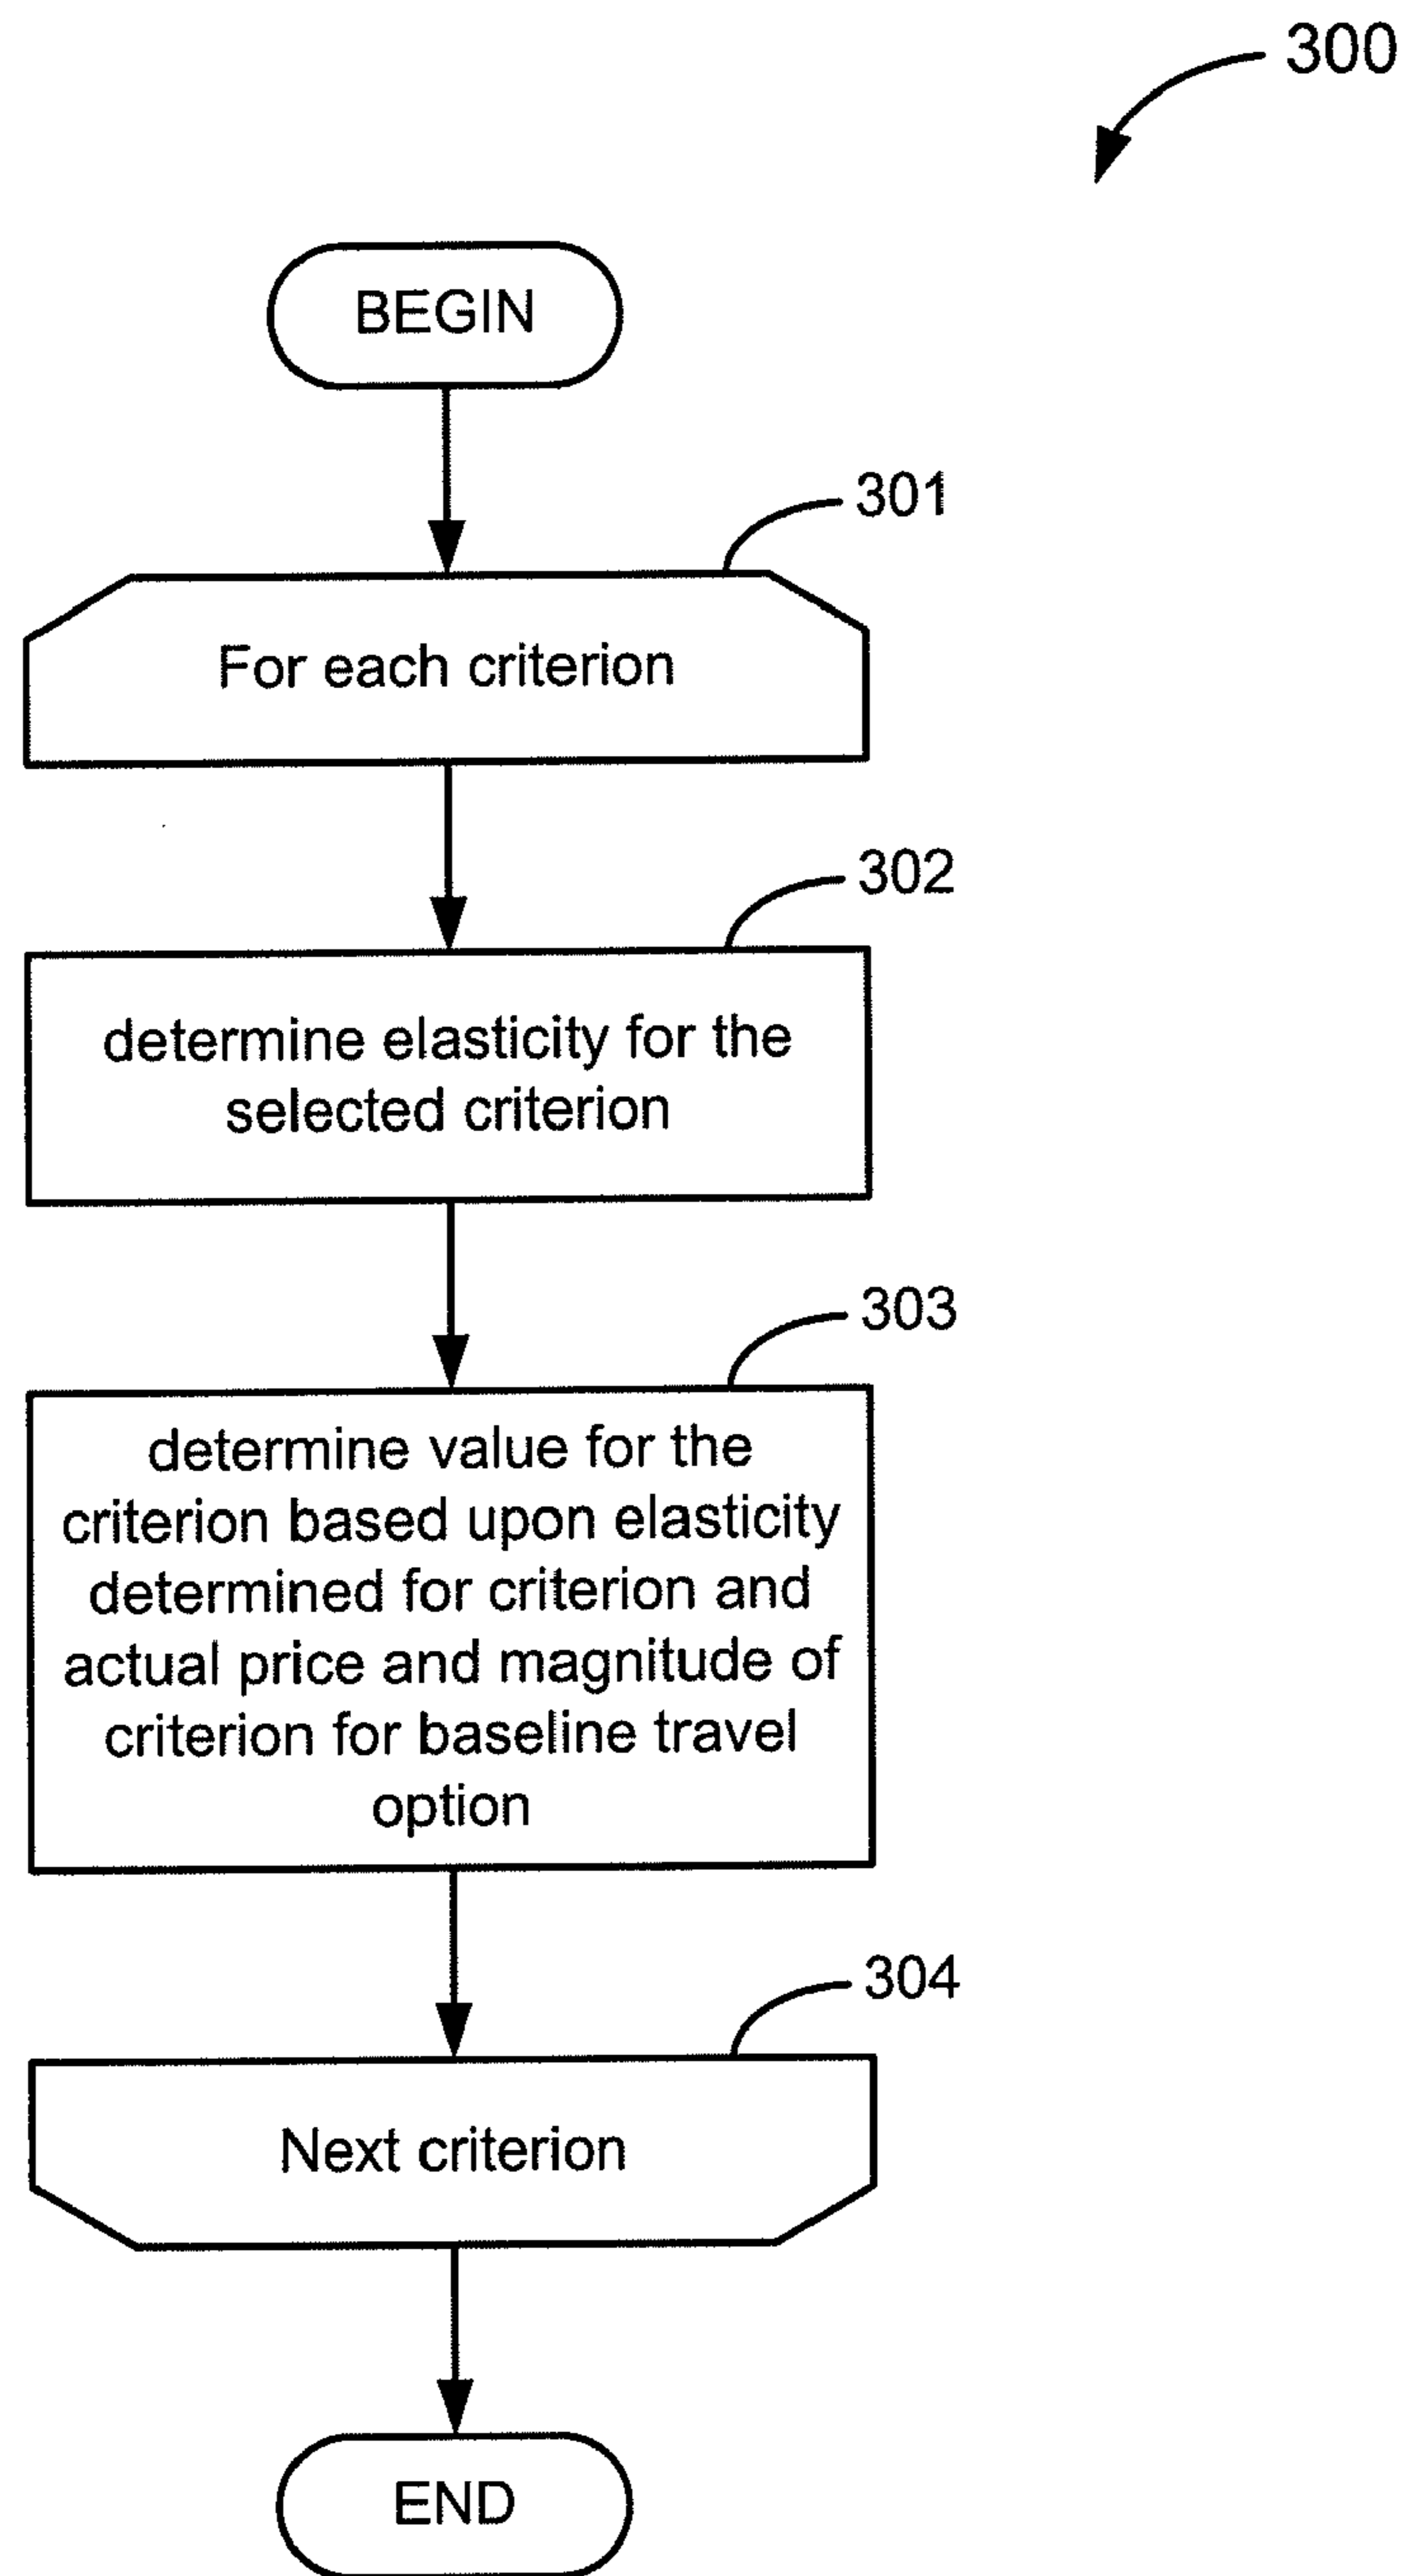 300
BEGIN
301
For each criterion
302
determine elasticity for the
selected criterion
303
determine value for the
criterion based upon elasticity
determined for criterion and
actual price and magnitude of
criterion for baseline travel
option
304
Next criterion
END